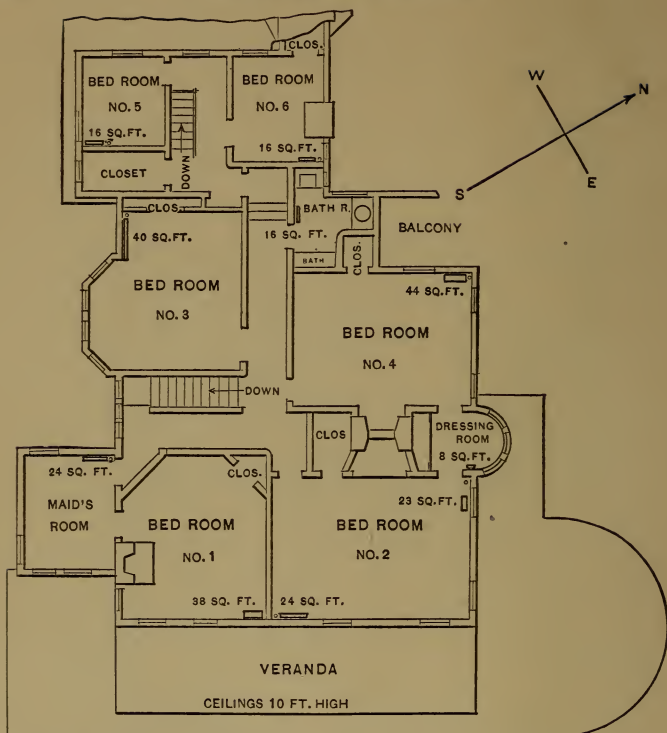 CLOS.
BED ROOM
NO. 5
16 SQ. FT.
CLOSET
DOWN
BED ROOM
NO. 6
16 SQ. FT.
W
N
S
E
CLOS.
40 SQ. FT.
BED ROOM
NO. 3
BATH R.
16 SQ. FT.
BATH
CLOS.
BALCONY
44 SQ. FT.
BED ROOM
NO. 4
DOWN
CLOS
DRESSING
ROOM
8 SQ. FT.
24 SQ. FT.
MAID'S
ROOM
CLOS.
BED ROOM
NO. 1
38 SQ. FT.
23 SQ. FT.
BED ROOM
NO. 2
24 SQ. FT.
VERANDA
CEILINGS 10 FT. HIGH